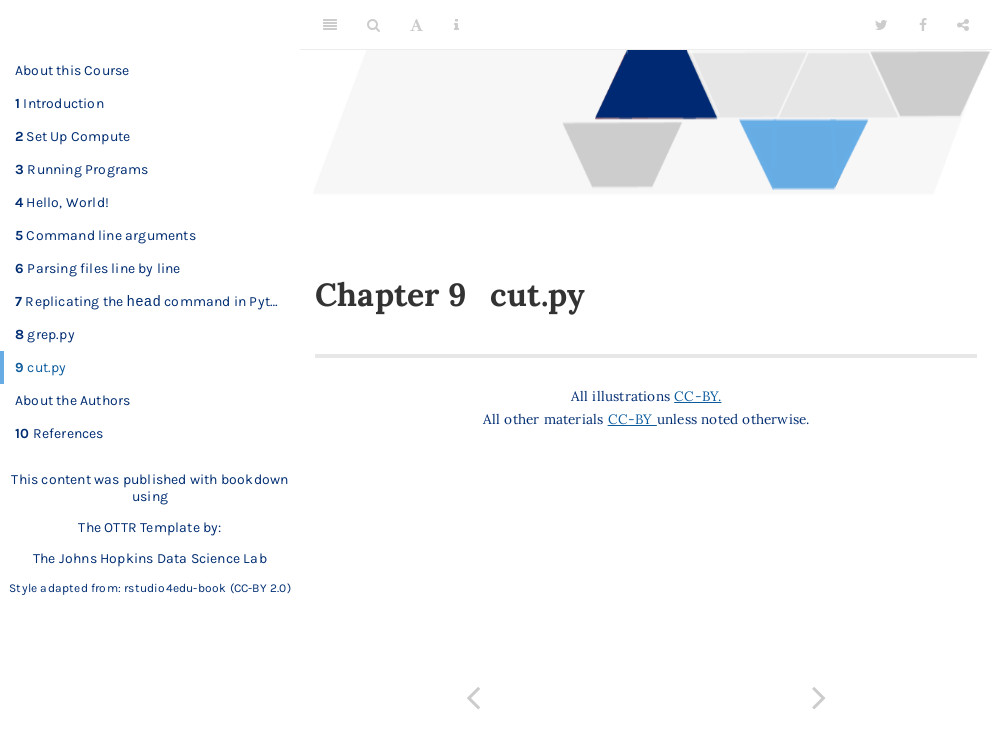 About this Course
1 Introduction
2 Set Up Compute
3 Running Programs
4 Hello, World!
5 Command line arguments
6 Parsing files line by line
7 Replicating the head command in Pyt…
8 grep.py
9 cut.py
About the Authors
10 References
This content was published with bookdown
using
The OTTR Template by:
The Johns Hopkins Data Science Lab
Style adapted from: rstudio4edu-book (CC-BY 2.0)
Chapter 9 cut.py
All illustrations CC-BY.
All other materials CC-BY unless noted otherwise.